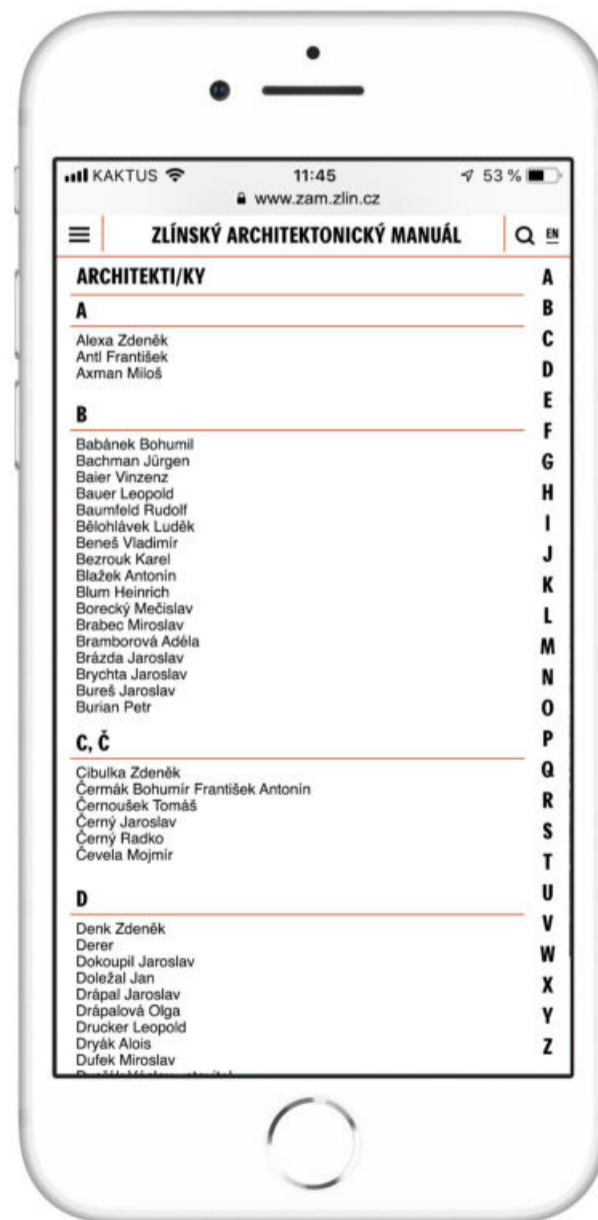 KAKTUS 11:45 53 %
www.zam.zlin.cz
ZLÍNSKÝ ARCHITEKTONICKÝ MANUÁL EN
ARCHITEKTI/KY
A
Alexa Zdeněk
Antl František
Axman Miloš
B
Babánek Bohumil
Bachman Jürgen
Baier Vinzenz
Bauer Leopold
Baumfeld Rudolf
Bělohlávek Luděk
Beneš Vladimír
Bezrouk Karel
Blažek Antonín
Blum Heinrich
Borecký Mečislav
Brabec Miroslav
Bramborová Adéla
Brázda Jaroslav
Brychta Jaroslav
Bureš Jaroslav
Burian Petr
C, Č
Cibulka Zdeněk
Čermák Bohumír František Antonín
Černoušek Tomáš
Černý Jaroslav
Černý Radko
Čevela Mojmír
D
Denk Zdeněk
Derer
Dokoupil Jaroslav
Doležal Jan
Drápal Jaroslav
Drápalová Olga
Drucker Leopold
Dryák Alois
Dufek Miroslav
A
B
C
D
E
F
G
H
I
J
K
L
M
N
O
P
Q
R
S
T
U
V
W
X
Y
Z